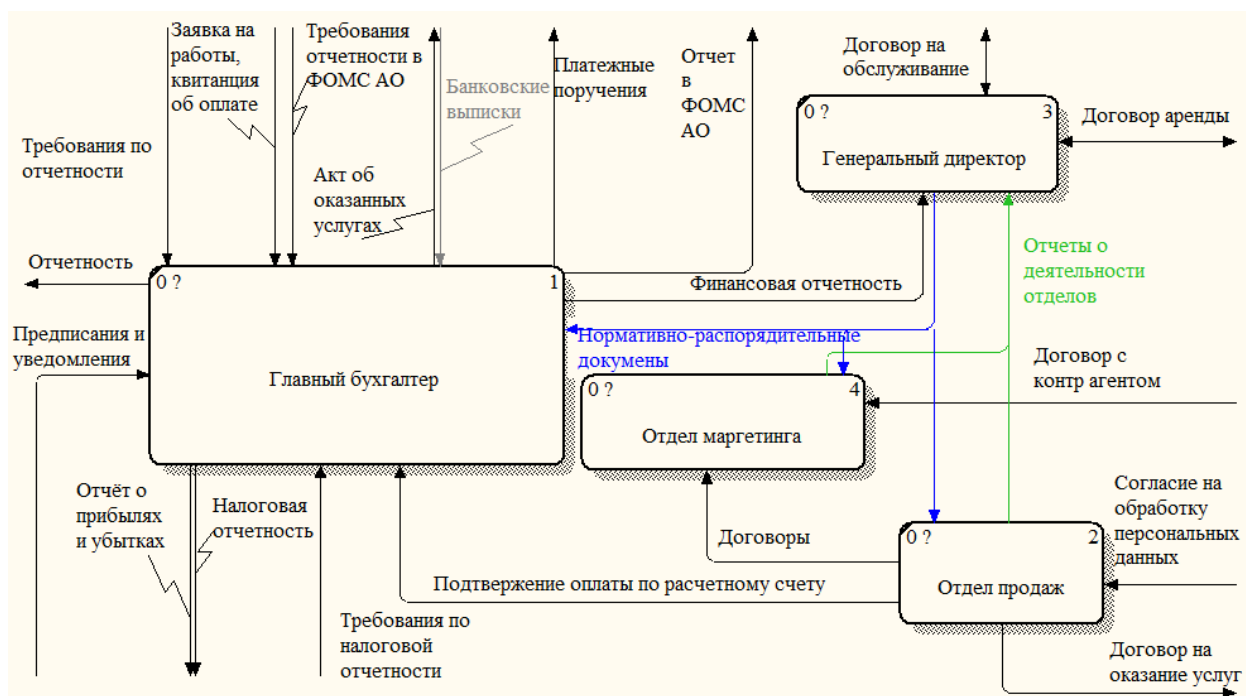 Заявка на
работы,
квитанция
об оплате
Требования
отчетности в
ФОМС АО
Банковские
выписки
Платежные
поручения
Отчет
в
ФОМС
АО
Договор на
обслуживание
Требования по
отчетности
Акт об
оказанных
услугах
0 ?
3
Генеральный директор
Договор аренды
Отчетность
0 ?
1
Главный бухгалтер
Финансовая отчетность
Отчеты о
деятельности
отделов
Предписания и
уведомления
Нормативно-распорядительные
докумены
Договор с
контр агентом
0 ?
4
Отдел маргетинга
Отчёт о
прибылях
и убытках
Налоговая
отчетность
Договоры
Согласие на
обработку
персональных
данных
0 ?
2
Отдел продаж
Подтвержение оплаты по расчетному счету
Требования по
налоговой
отчетности
Договор на
оказание услуг